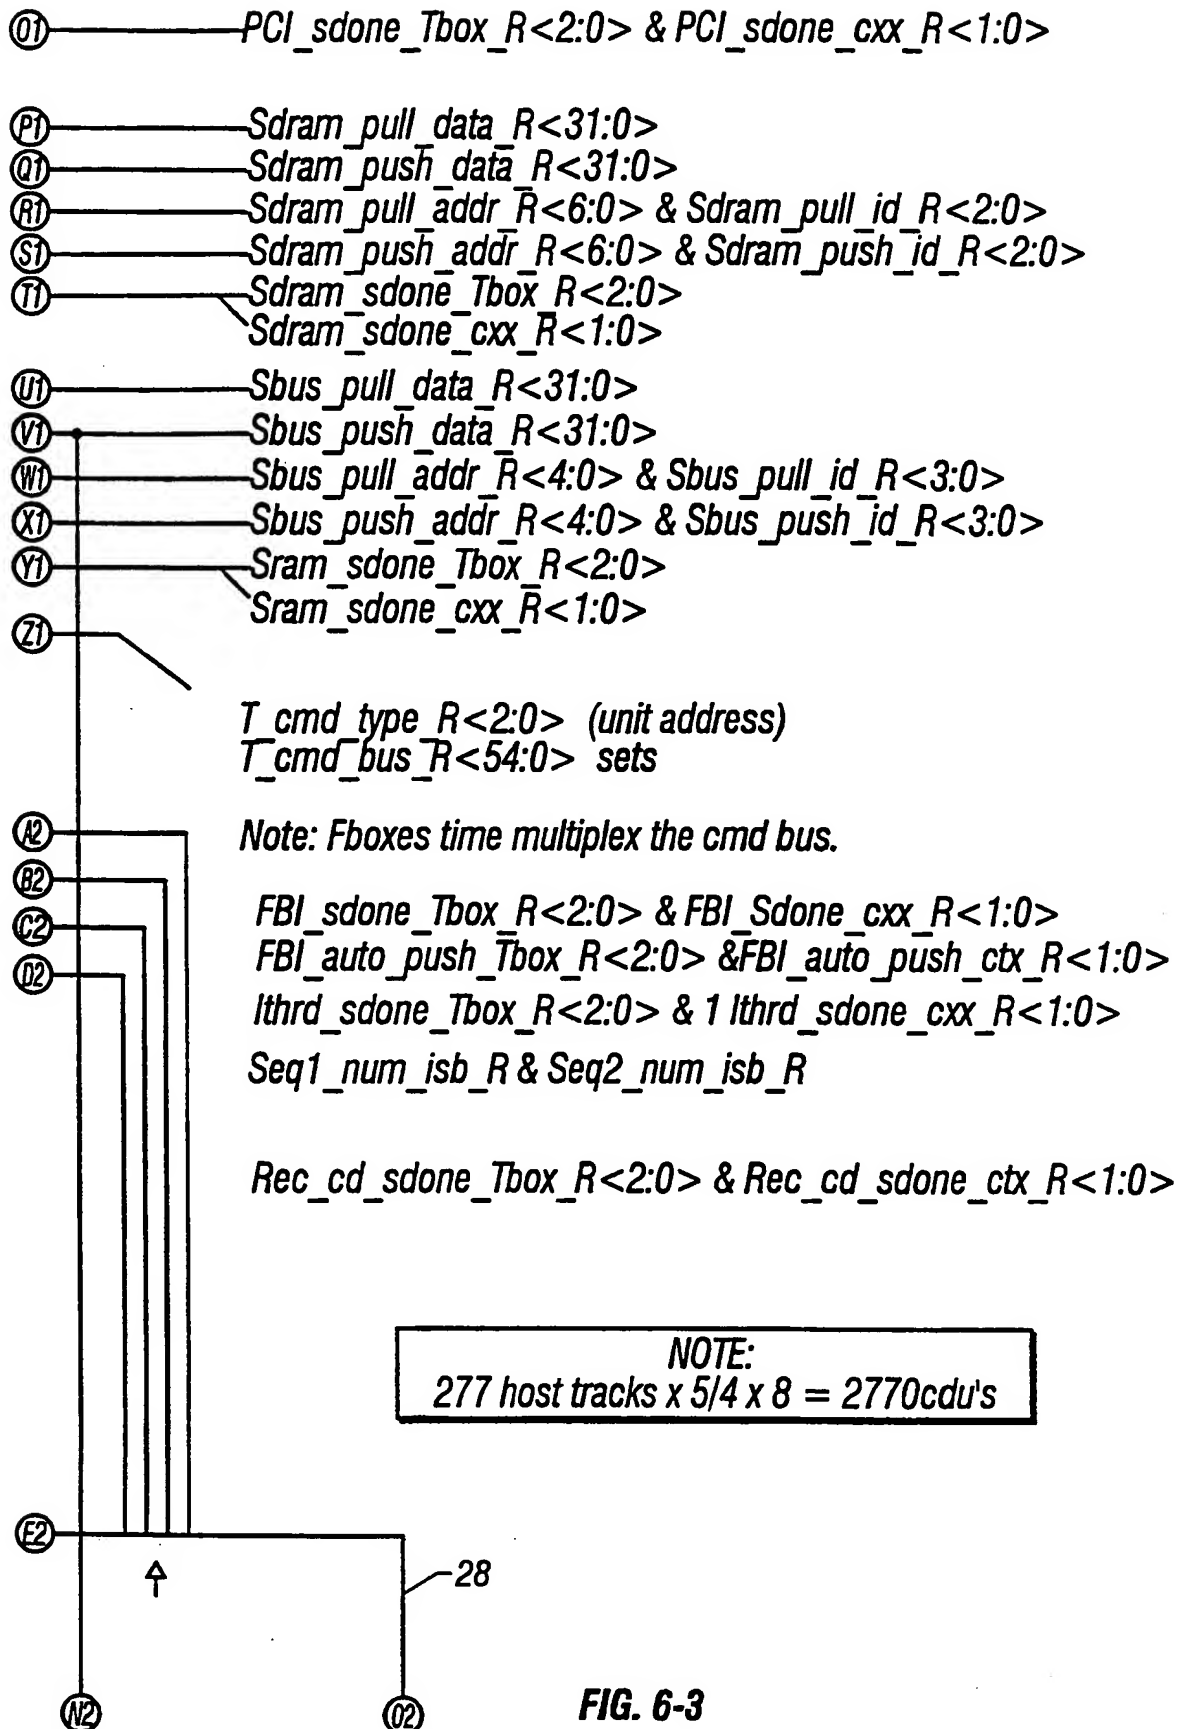 O1 PCI_sdone_Tbox_R<2:0> & PCI_sdone_cxx_R<1:0>
P1 Sdram_pull_data_R<31:0>
Q1 Sdram_push_data_R<31:0>
R1 Sdram_pull_addr_R<6:0> & Sdram_pull_id_R<2:0>
S1 Sdram_push_addr_R<6:0> & Sdram_push_id_R<2:0>
T1 Sdram_sdone_Tbox_R<2:0>
Sdram_sdone_cxx_R<1:0>
U1 Sbus_pull_data_R<31:0>
V1 Sbus_push_data_R<31:0>
W1 Sbus_pull_addr_R<4:0> & Sbus_pull_id_R<3:0>
X1 Sbus_push_addr_R<4:0> & Sbus_push_id_R<3:0>
Y1 Sram_sdone_Tbox_R<2:0>
Sram_sdone_cxx_R<1:0>
Z1
T_cmd_type_R<2:0> (unit address)
T_cmd_bus_R<54:0> sets
A2 Note: Fboxes time multiplex the cmd bus.
B2
FBI_sdone_Tbox_R<2:0> & FBI_Sdone_cxx_R<1:0>
C2
FBI_auto_push_Tbox_R<2:0> &FBI_auto_push_ctx_R<1:0>
D2
Ithrd_sdone_Tbox_R<2:0> & 1 Ithrd_sdone_cxx_R<1:0>
Seq1_num_isb_R & Seq2_num_isb_R
Rec_cd_sdone_Tbox_R<2:0> & Rec_cd_sdone_ctx_R<1:0>
NOTE:
277 host tracks x 5/4 x 8 = 2770cdu's
E2
28
N2 O2 FIG. 6-3